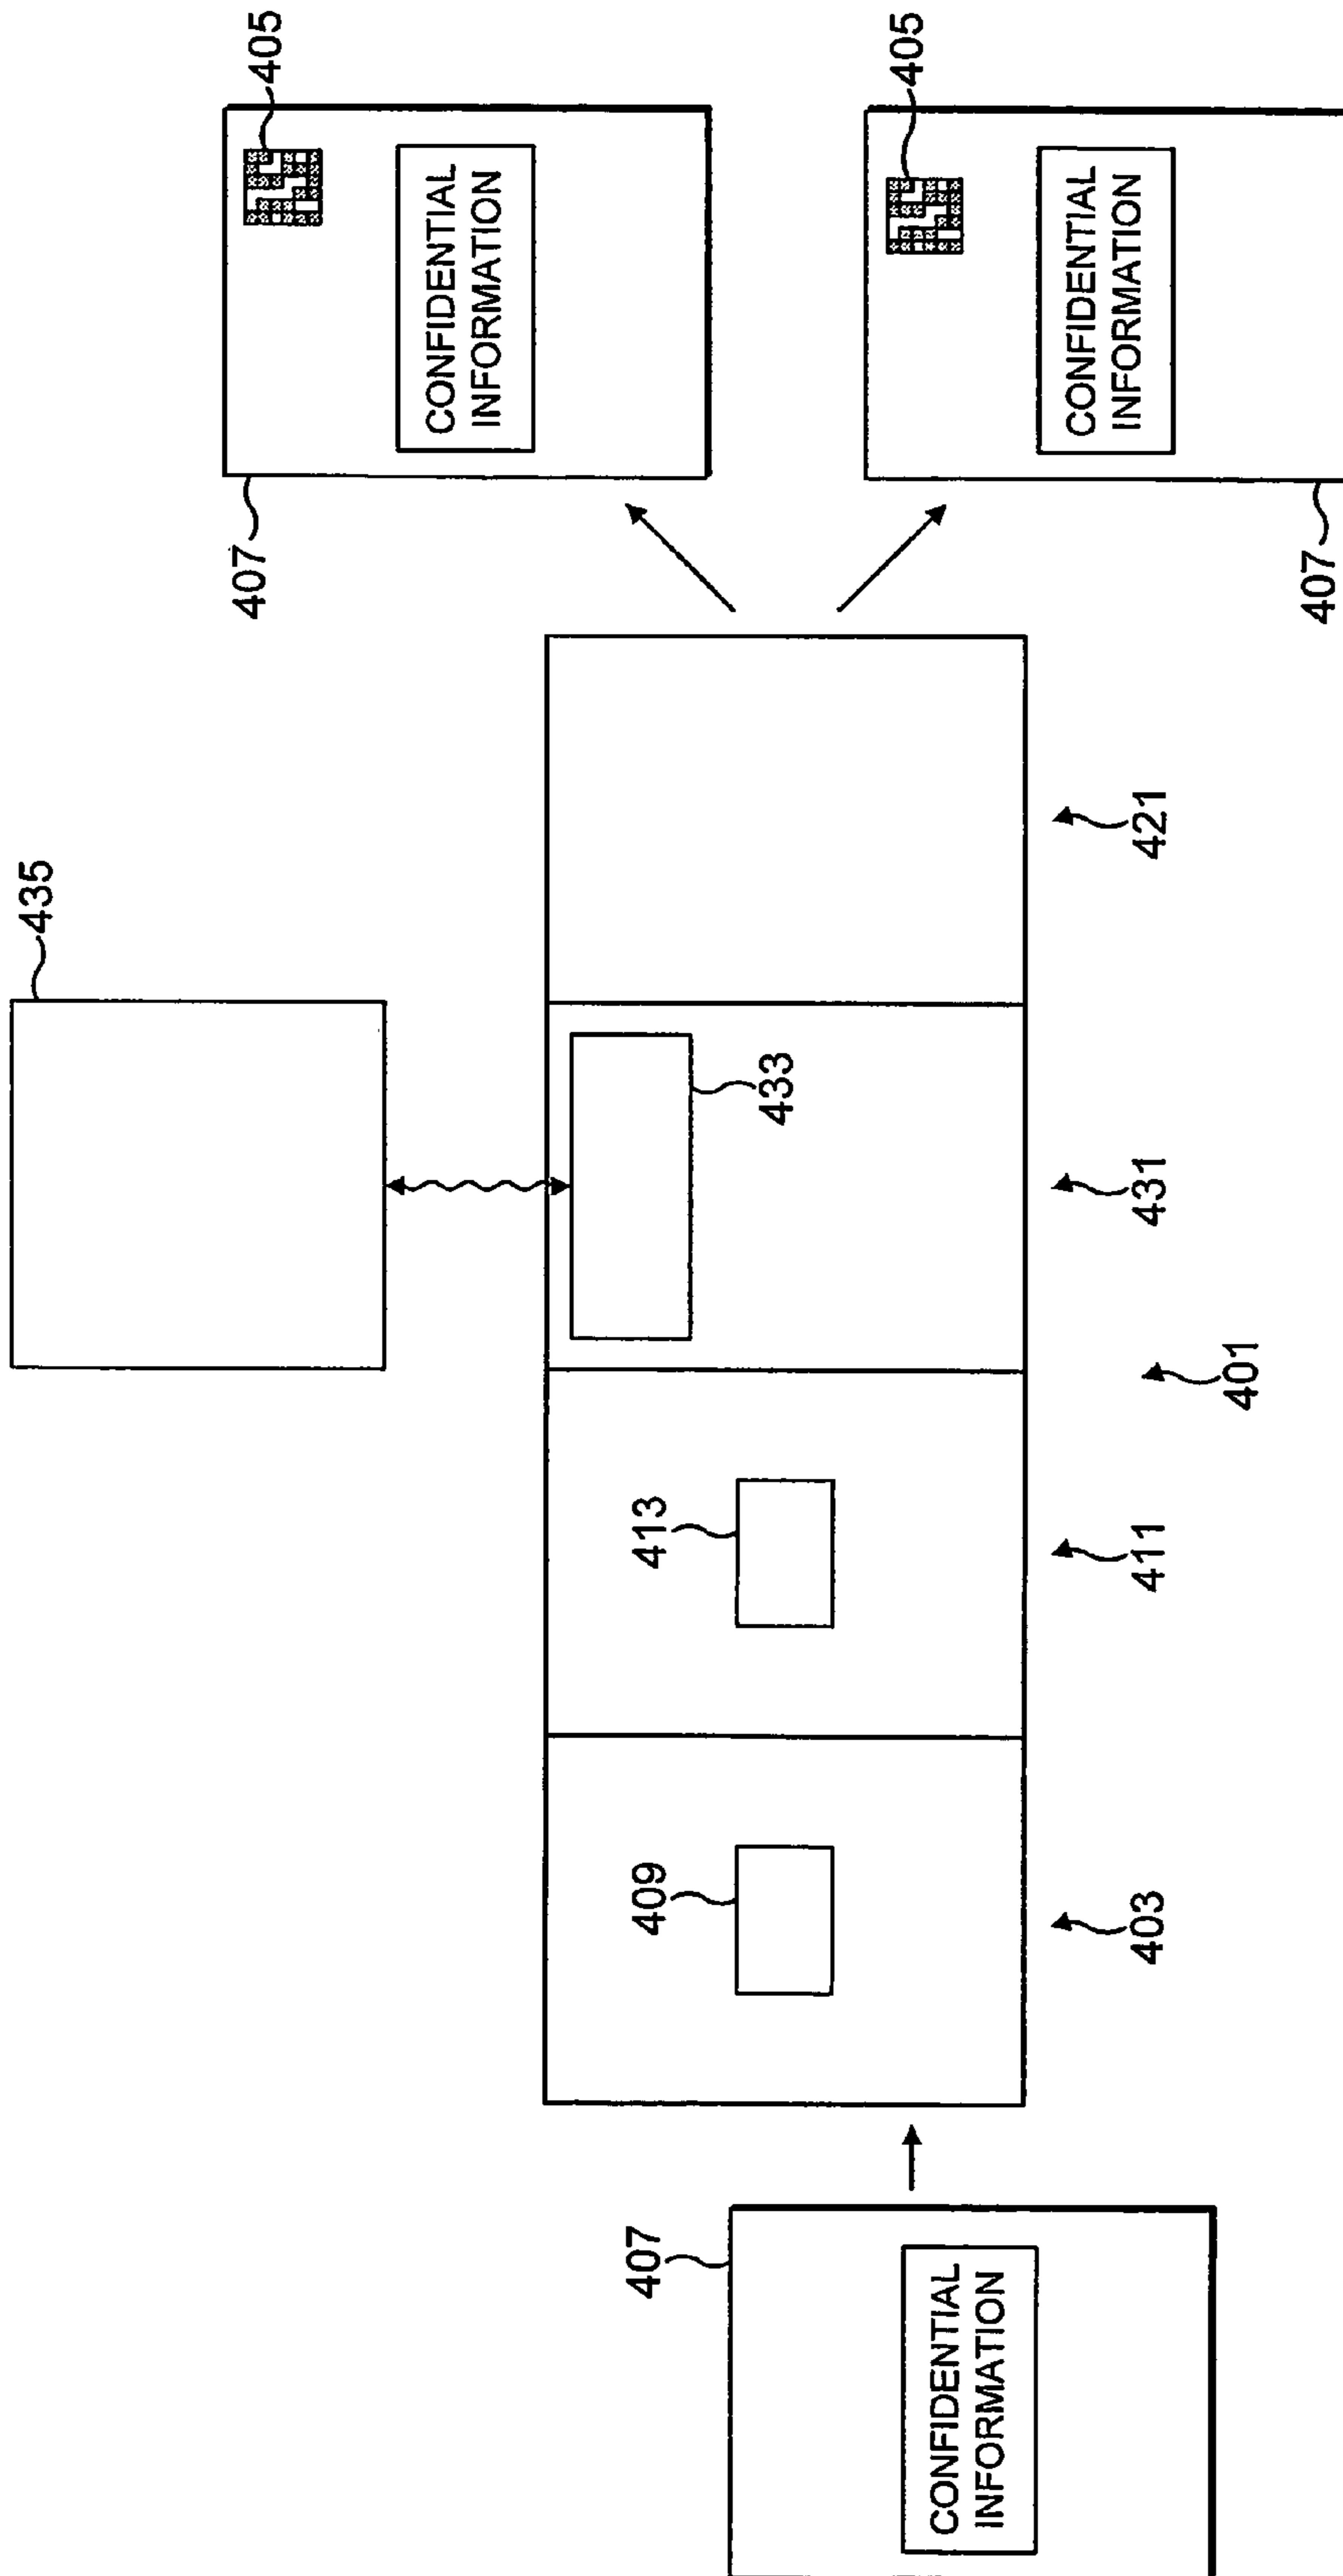 435
405
405
407
407
CONFIDENTIAL
INFORMATION
CONFIDENTIAL
INFORMATION
433
421
431
413
411
401
409
403
407
CONFIDENTIAL
INFORMATION